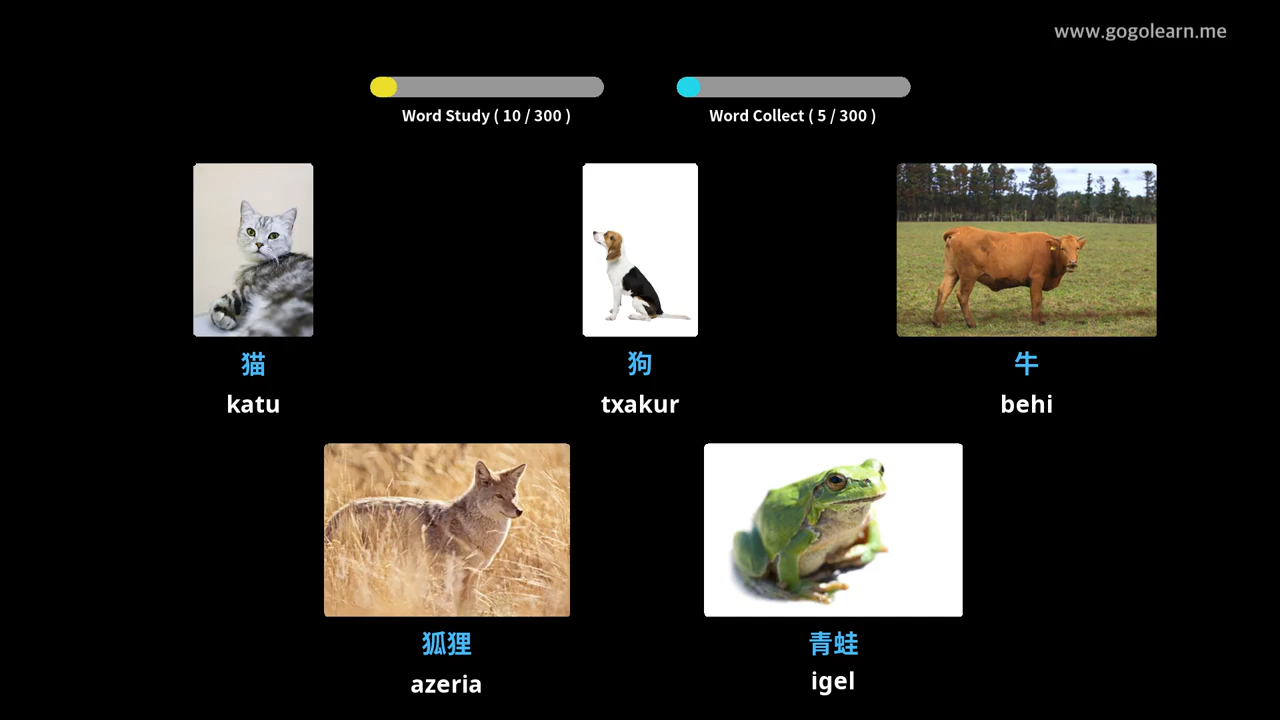 www.gogolearn.me
Word Study ( 10 / 300 )
Word Collect ( 5 / 300 )
猫
katu
狗
txakur
牛
behi
狐狸
azeria
青蛙
igel